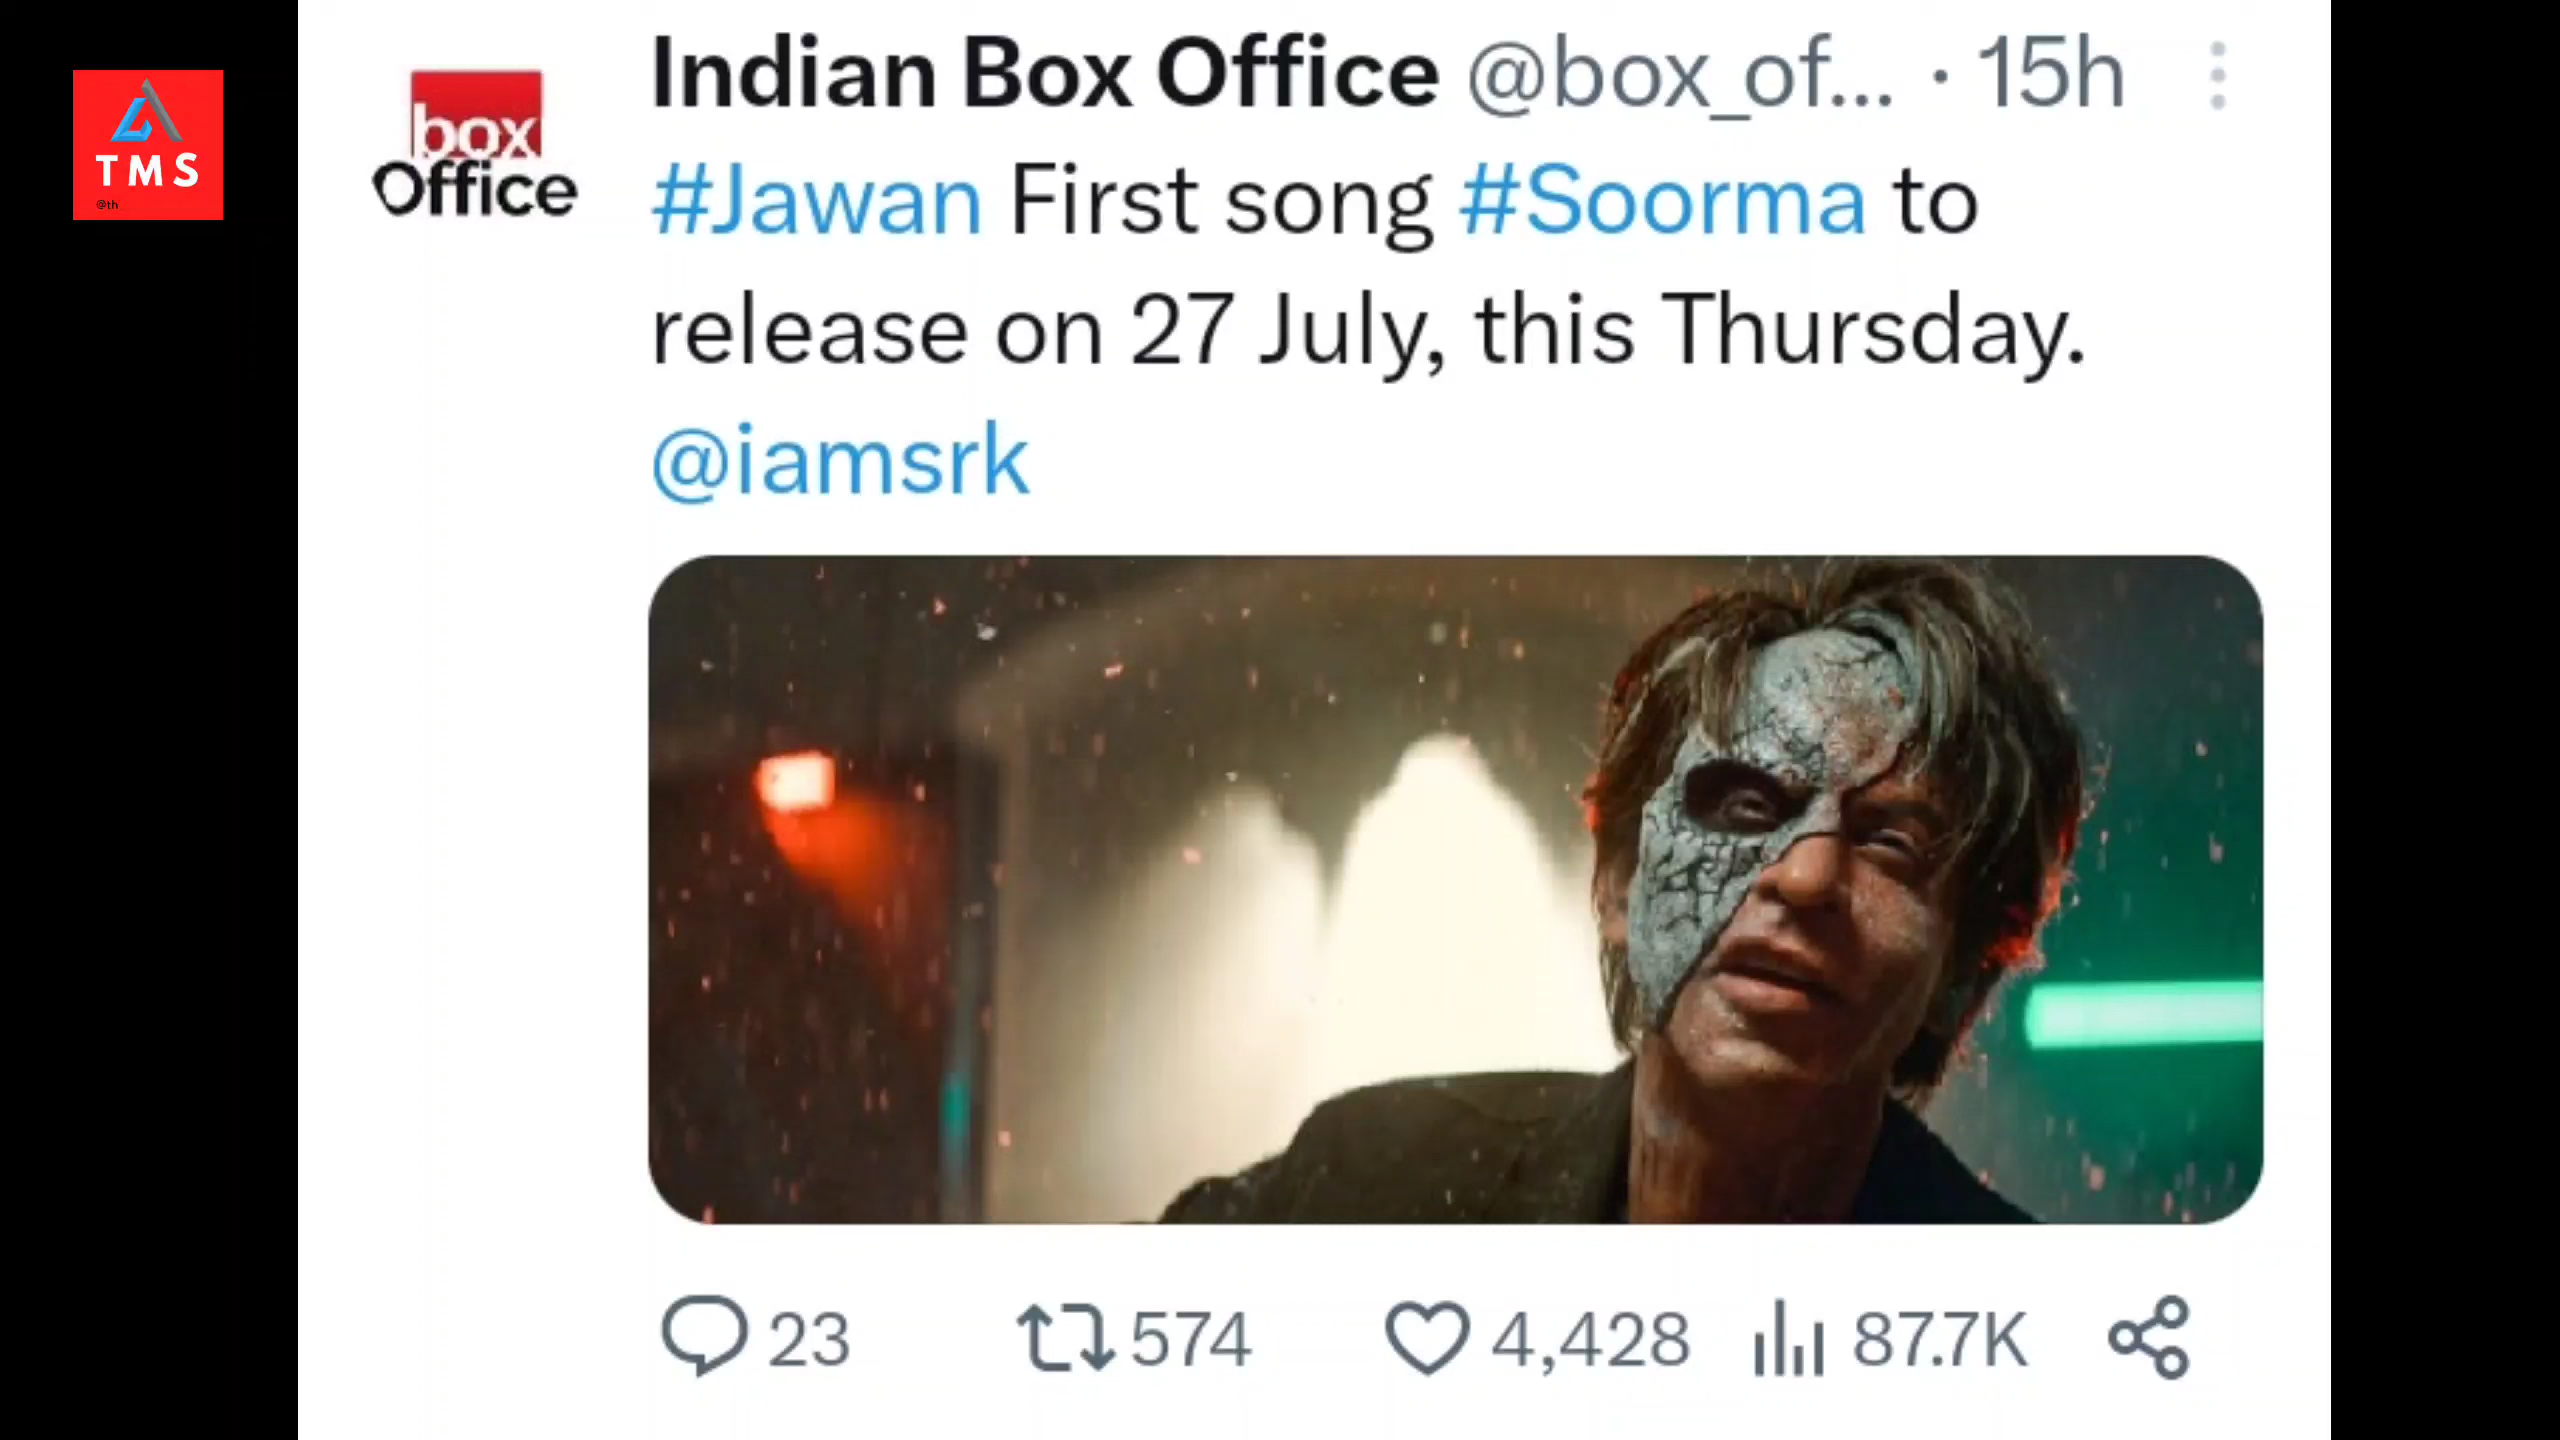 TMS
@th
box
Office
Indian Box Office @box_of... · 15h
#Jawan First song #Soorma to
release on 27 July, this Thursday.
@iamsrk
23 574 4,428 87.7K